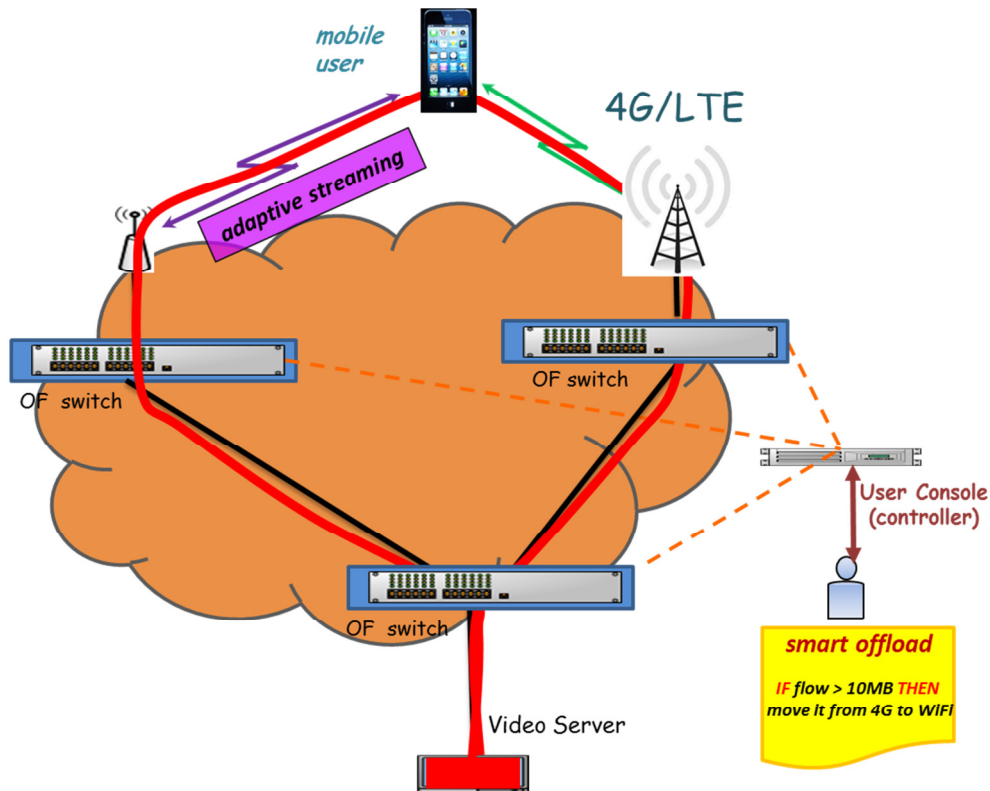 mobile
user
4G/LTE
adaptive streaming
OF switch
OF switch
User Console
(controller)
OF switch
smart offload
IF flow > 10MB THEN
move it from 4G to WiFi
Video Server